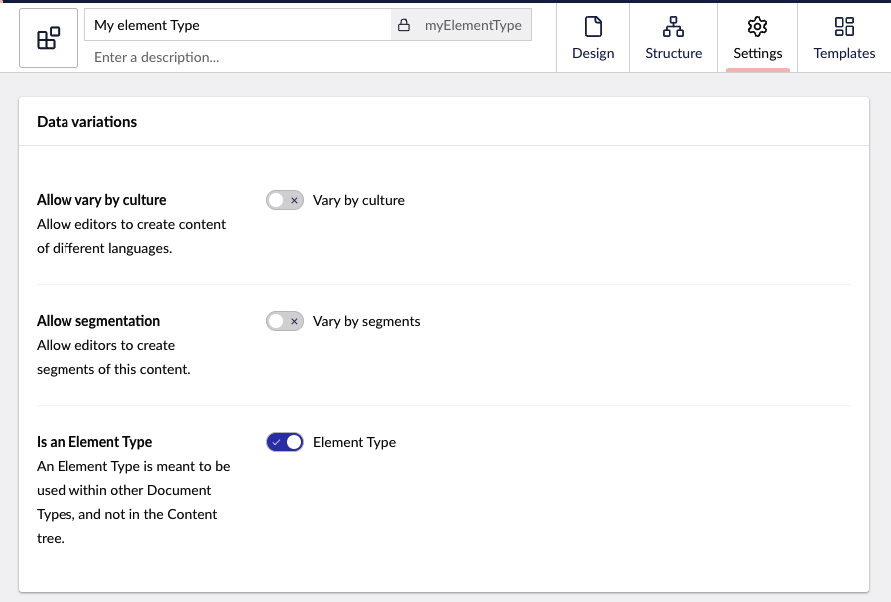 My element Type
myElementType
Enter a description...
Design
Structure
Settings
Templates
Data variations
Allow vary by culture
Allow editors to create content
of different languages.
Vary by culture
Allow segmentation
Allow editors to create
segments of this content.
Vary by segments
Is an Element Type
An Element Type is meant to be
used within other Document
Types, and not in the Content
tree.
Element Type